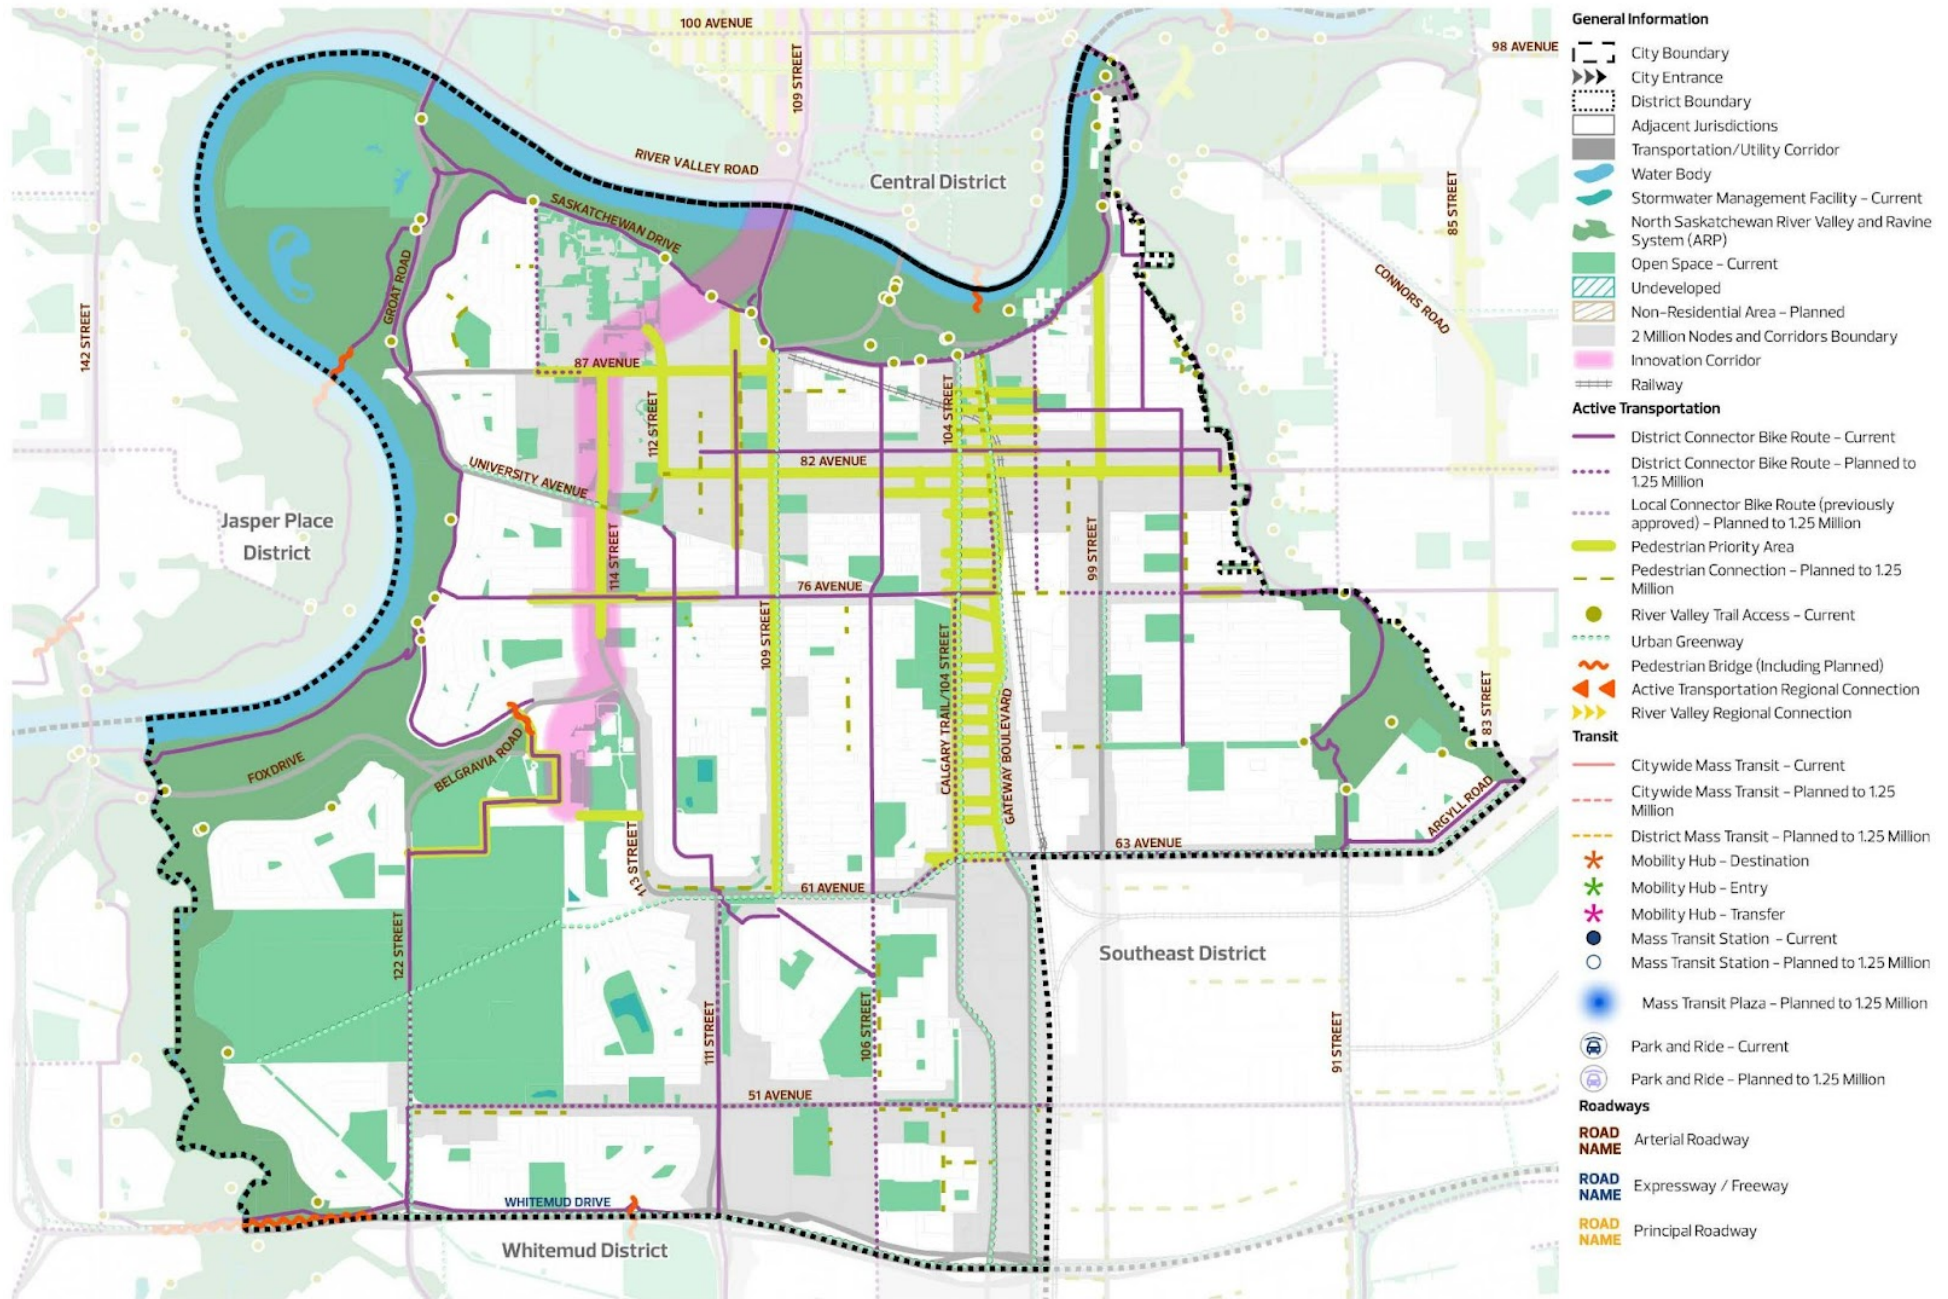 100 AVENUE
109 STREET
98 AVENUE
RIVER VALLEY ROAD
Central District
85 STREET
SASKATCHEWAN DRIVE
GROAT ROAD
CONNORS ROAD
142 STREET
87 AVENUE
112 STREET
104 STREET
82 AVENUE
UNIVERSITY AVENUE
Jasper Place
District
114 STREET
99 STREET
76 AVENUE
109 STREET
CALGARY TRAIL/104 STREET
GATEWAY BOULEVARD
83 STREET
FOX DRIVE
BELGRAVIA ROAD
ARGYLL ROAD
63 AVENUE
113 STREET
61 AVENUE
122 STREET
Southeast District
111 STREET
106 STREET
91 STREET
51 AVENUE
WHITEMUD DRIVE
Whitemud District
General Information
City Boundary
City Entrance
District Boundary
Adjacent Jurisdictions
Transportation/Utility Corridor
Water Body
Stormwater Management Facility – Current
North Saskatchewan River Valley and Ravine
System (ARP)
Open Space – Current
Undeveloped
Non-Residential Area – Planned
2 Million Nodes and Corridors Boundary
Innovation Corridor
Railway
Active Transportation
District Connector Bike Route – Current
District Connector Bike Route – Planned to
1.25 Million
Local Connector Bike Route (previously
approved) – Planned to 1.25 Million
Pedestrian Priority Area
Pedestrian Connection – Planned to 1.25
Million
River Valley Trail Access – Current
Urban Greenway
Pedestrian Bridge (Including Planned)
Active Transportation Regional Connection
River Valley Regional Connection
Transit
Citywide Mass Transit – Current
Citywide Mass Transit – Planned to 1.25
Million
District Mass Transit – Planned to 1.25 Million
Mobility Hub – Destination
Mobility Hub – Entry
Mobility Hub – Transfer
Mass Transit Station – Current
Mass Transit Station – Planned to 1.25 Million
Mass Transit Plaza – Planned to 1.25 Million
Park and Ride – Current
Park and Ride – Planned to 1.25 Million
Roadways
ROAD NAME Arterial Roadway
ROAD NAME Expressway / Freeway
ROAD NAME Principal Roadway